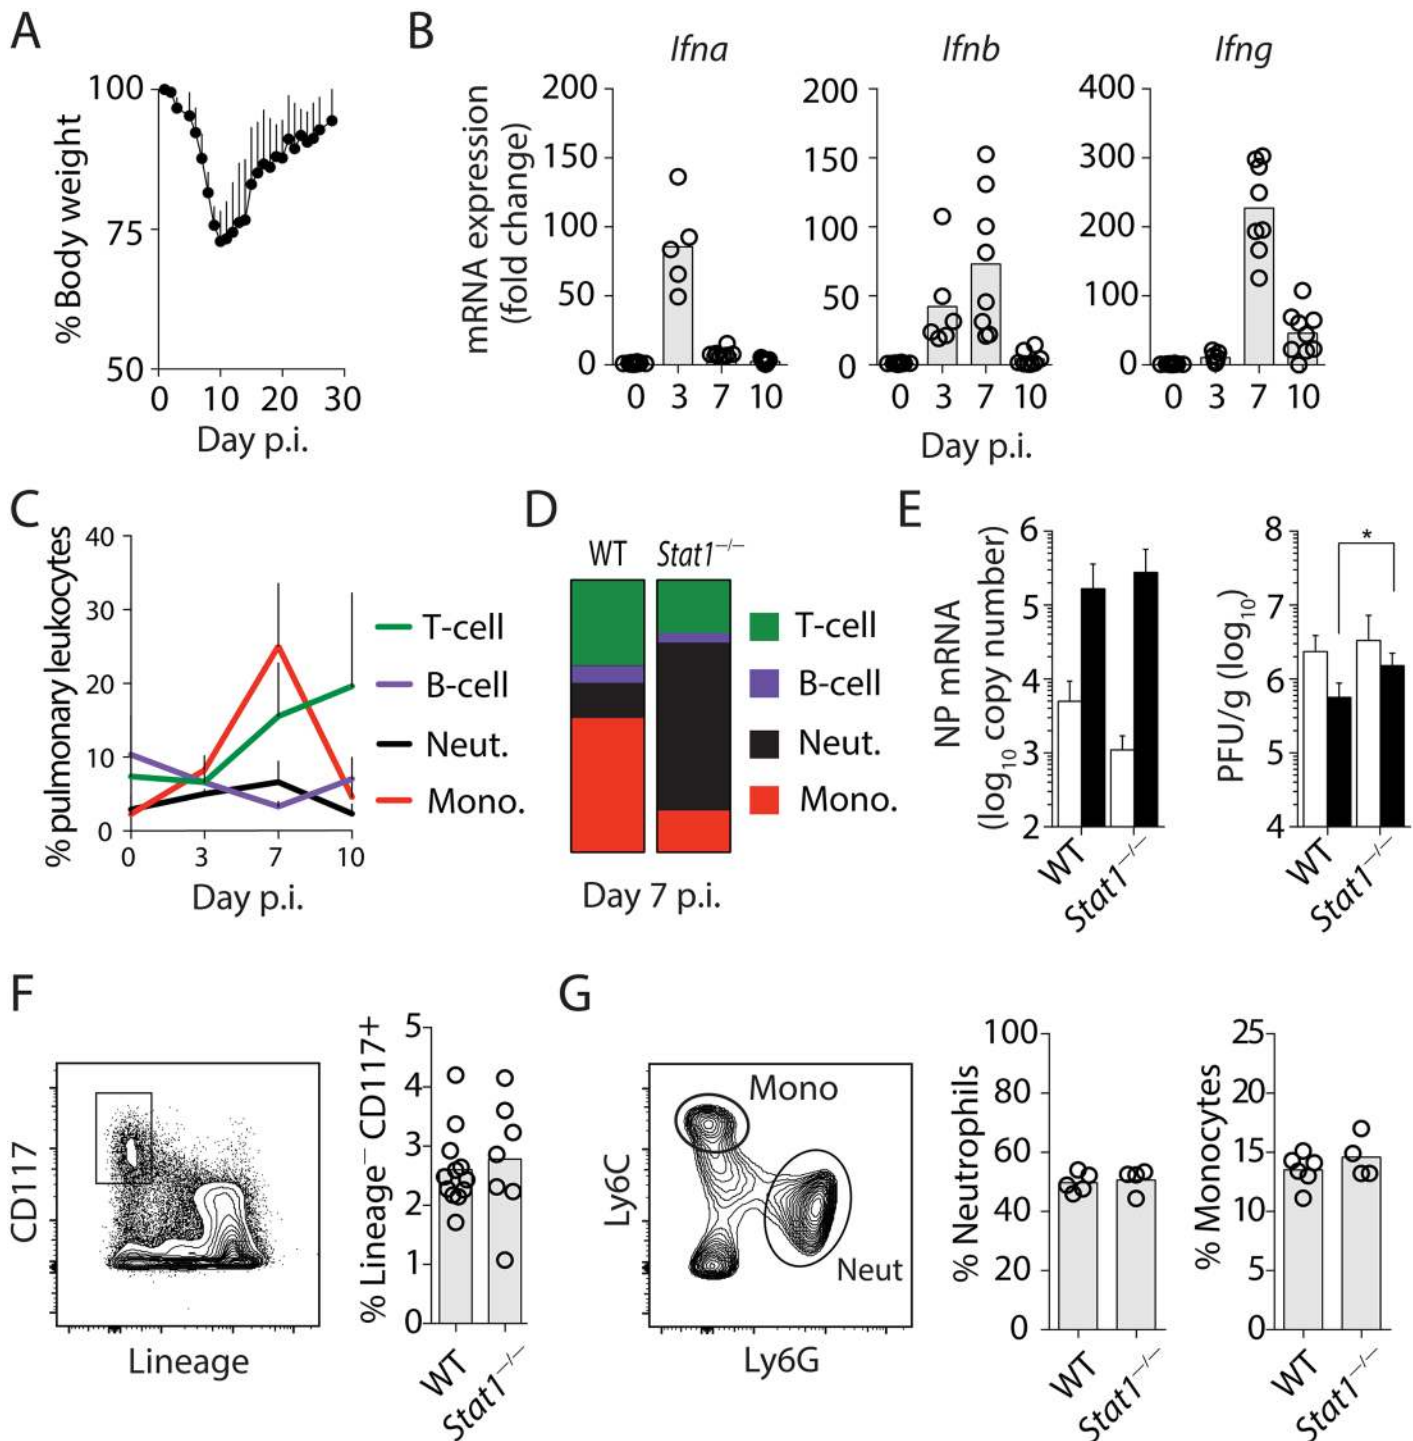 A
100
75
50
0
10
20
30
% Body weight
Day p.i.
B
Ifna
Ifnb
Ifng
mRNA expression
(fold change)
200
150
100
50
0
0 3 7 10
200
150
100
50
0
0 3 7 10
400
300
200
100
0
0 3 7 10
Day p.i.
C
% pulmonary leukocytes
40
30
20
10
0
0 3 7 10
Day p.i.
T-cell
B-cell
Neut.
Mono.
D
WT
Stat1−/−
Day 7 p.i.
T-cell
B-cell
Neut.
Mono.
E
NP mRNA
(log10 copy number)
6
5
4
3
2
WT
Stat1−/−
PFU/g (log10)
8
7
6
5
4
*
WT
Stat1−/−
F
CD117
Lineage
% Lineage− CD117+
5
4
3
2
1
0
WT
Stat1−/−
G
Ly6C
Ly6G
Mono
Neut
% Neutrophils
100
80
60
40
20
0
WT
Stat1−/−
% Monocytes
25
20
15
10
5
0
WT
Stat1−/−